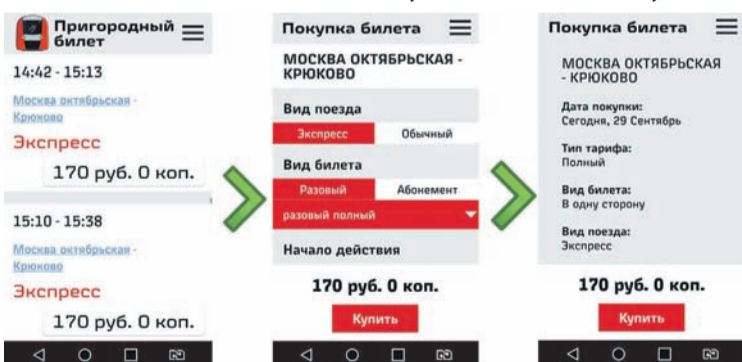 Пригородный
билет
14:42 - 15:13
Москва октябрьская -
Крюково
Экспресс
170 руб. 0 коп.
15:10 - 15:38
Москва октябрьская -
Крюково
Экспресс
170 руб. 0 коп.
Покупка билета
МОСКВА ОКТЯБРЬСКАЯ -
КРЮКОВО
Вид поезда
Экспресс Обычный
Вид билета
Разовый Абонемент
разовый полный
Начало действия
170 руб. 0 коп.
Купить
Покупка билета
МОСКВА ОКТЯБРЬСКАЯ
- КРЮКОВО
Дата покупки:
Сегодня, 29 Сентябрь
Тип тарифа:
Полный
Вид билета:
В одну сторону
Вид поезда:
Экспресс
170 руб. 0 коп.
Купить